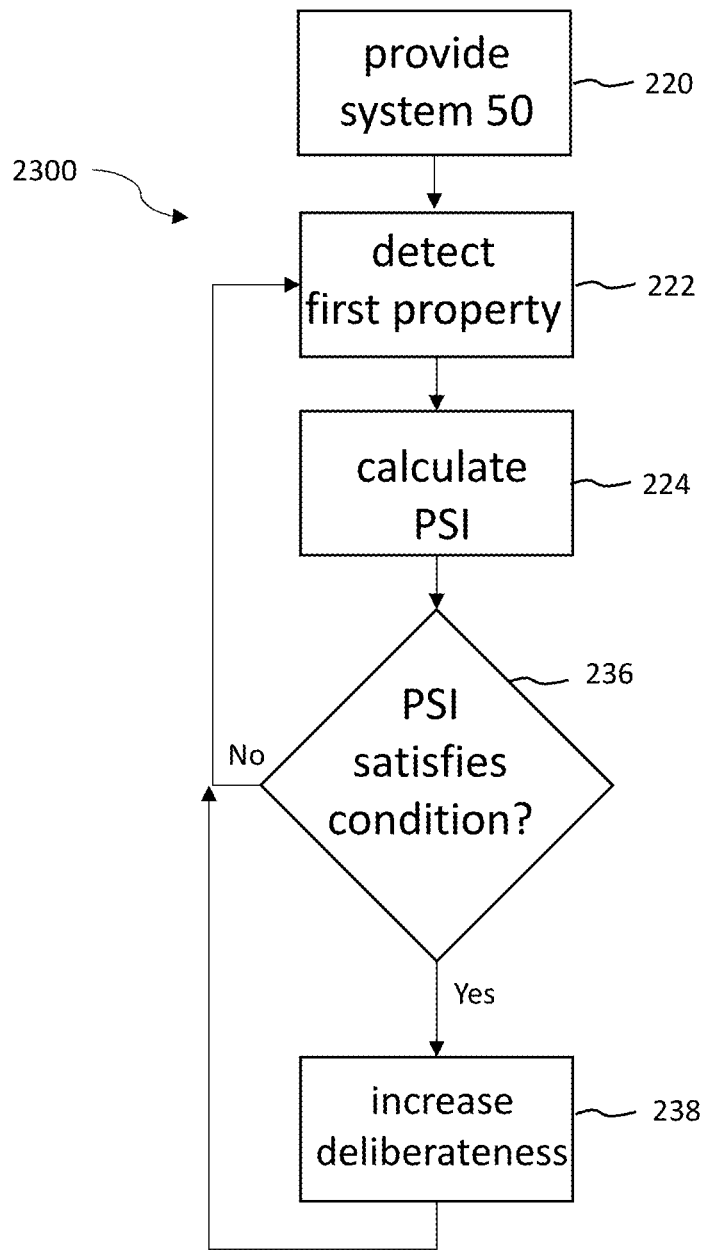 provide
system 50
220
2300
detect
first property
222
calculate
PSI
224
236
PSI
satisfies
condition?
No
Yes
increase
deliberateness
238